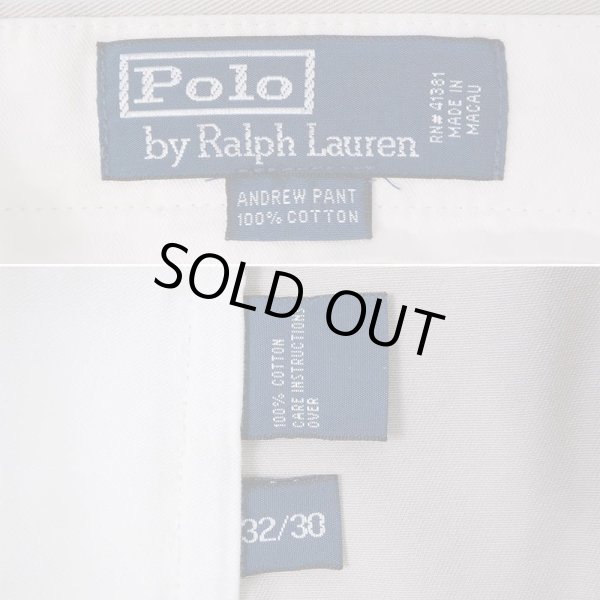 Polo
by Ralph Lauren
RN# 41381
MADE IN
MACAU
ANDREW PANT
100% COTTON
SOLD OUT
100% COTTON
CARE INSTRUCTIONS
OVER
32/30